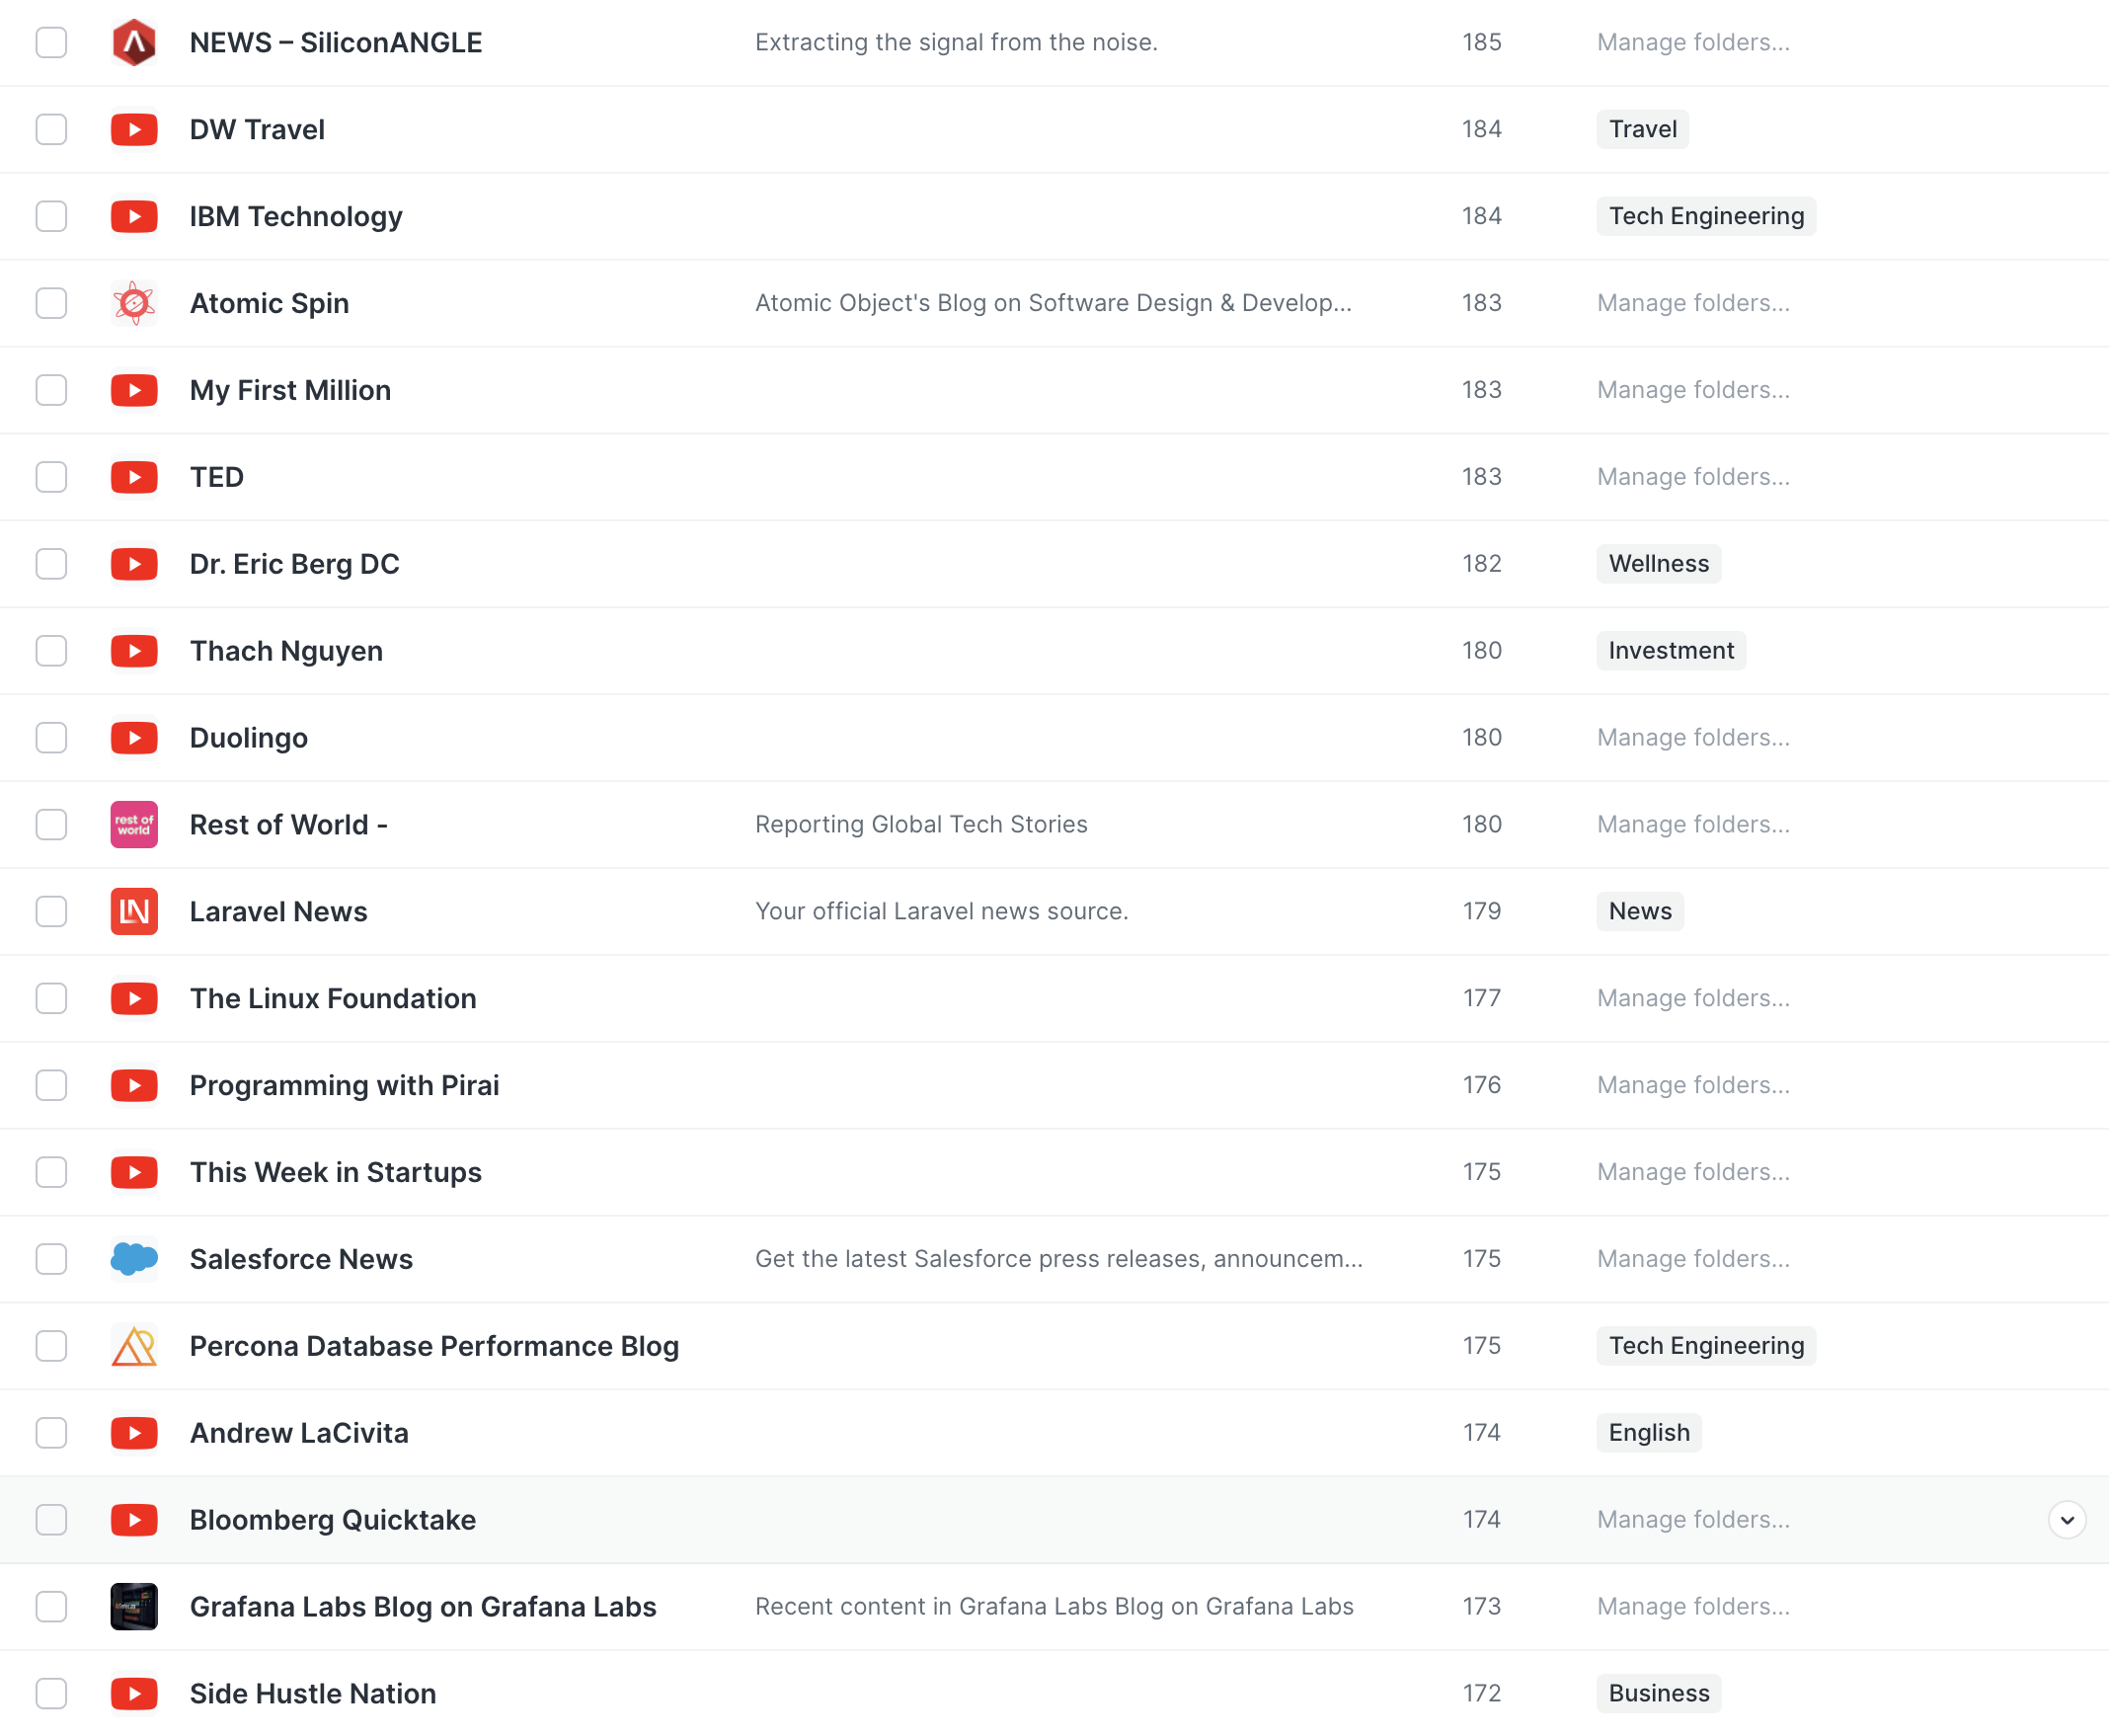 NEWS – SiliconANGLE Extracting the signal from the noise. 185 Manage folders...
DW Travel 184 Travel
IBM Technology 184 Tech Engineering
Atomic Spin Atomic Object's Blog on Software Design & Develop... 183 Manage folders...
My First Million 183 Manage folders...
TED 183 Manage folders...
Dr. Eric Berg DC 182 Wellness
Thach Nguyen 180 Investment
Duolingo 180 Manage folders...
rest of
world
Rest of World - Reporting Global Tech Stories 180 Manage folders...
LN Laravel News Your official Laravel news source. 179 News
The Linux Foundation 177 Manage folders...
Programming with Pirai 176 Manage folders...
This Week in Startups 175 Manage folders...
Salesforce News Get the latest Salesforce press releases, announcem... 175 Manage folders...
Percona Database Performance Blog 175 Tech Engineering
Andrew LaCivita 174 English
Bloomberg Quicktake 174 Manage folders...
Grafana Labs Blog on Grafana Labs Recent content in Grafana Labs Blog on Grafana Labs 173 Manage folders...
Side Hustle Nation 172 Business